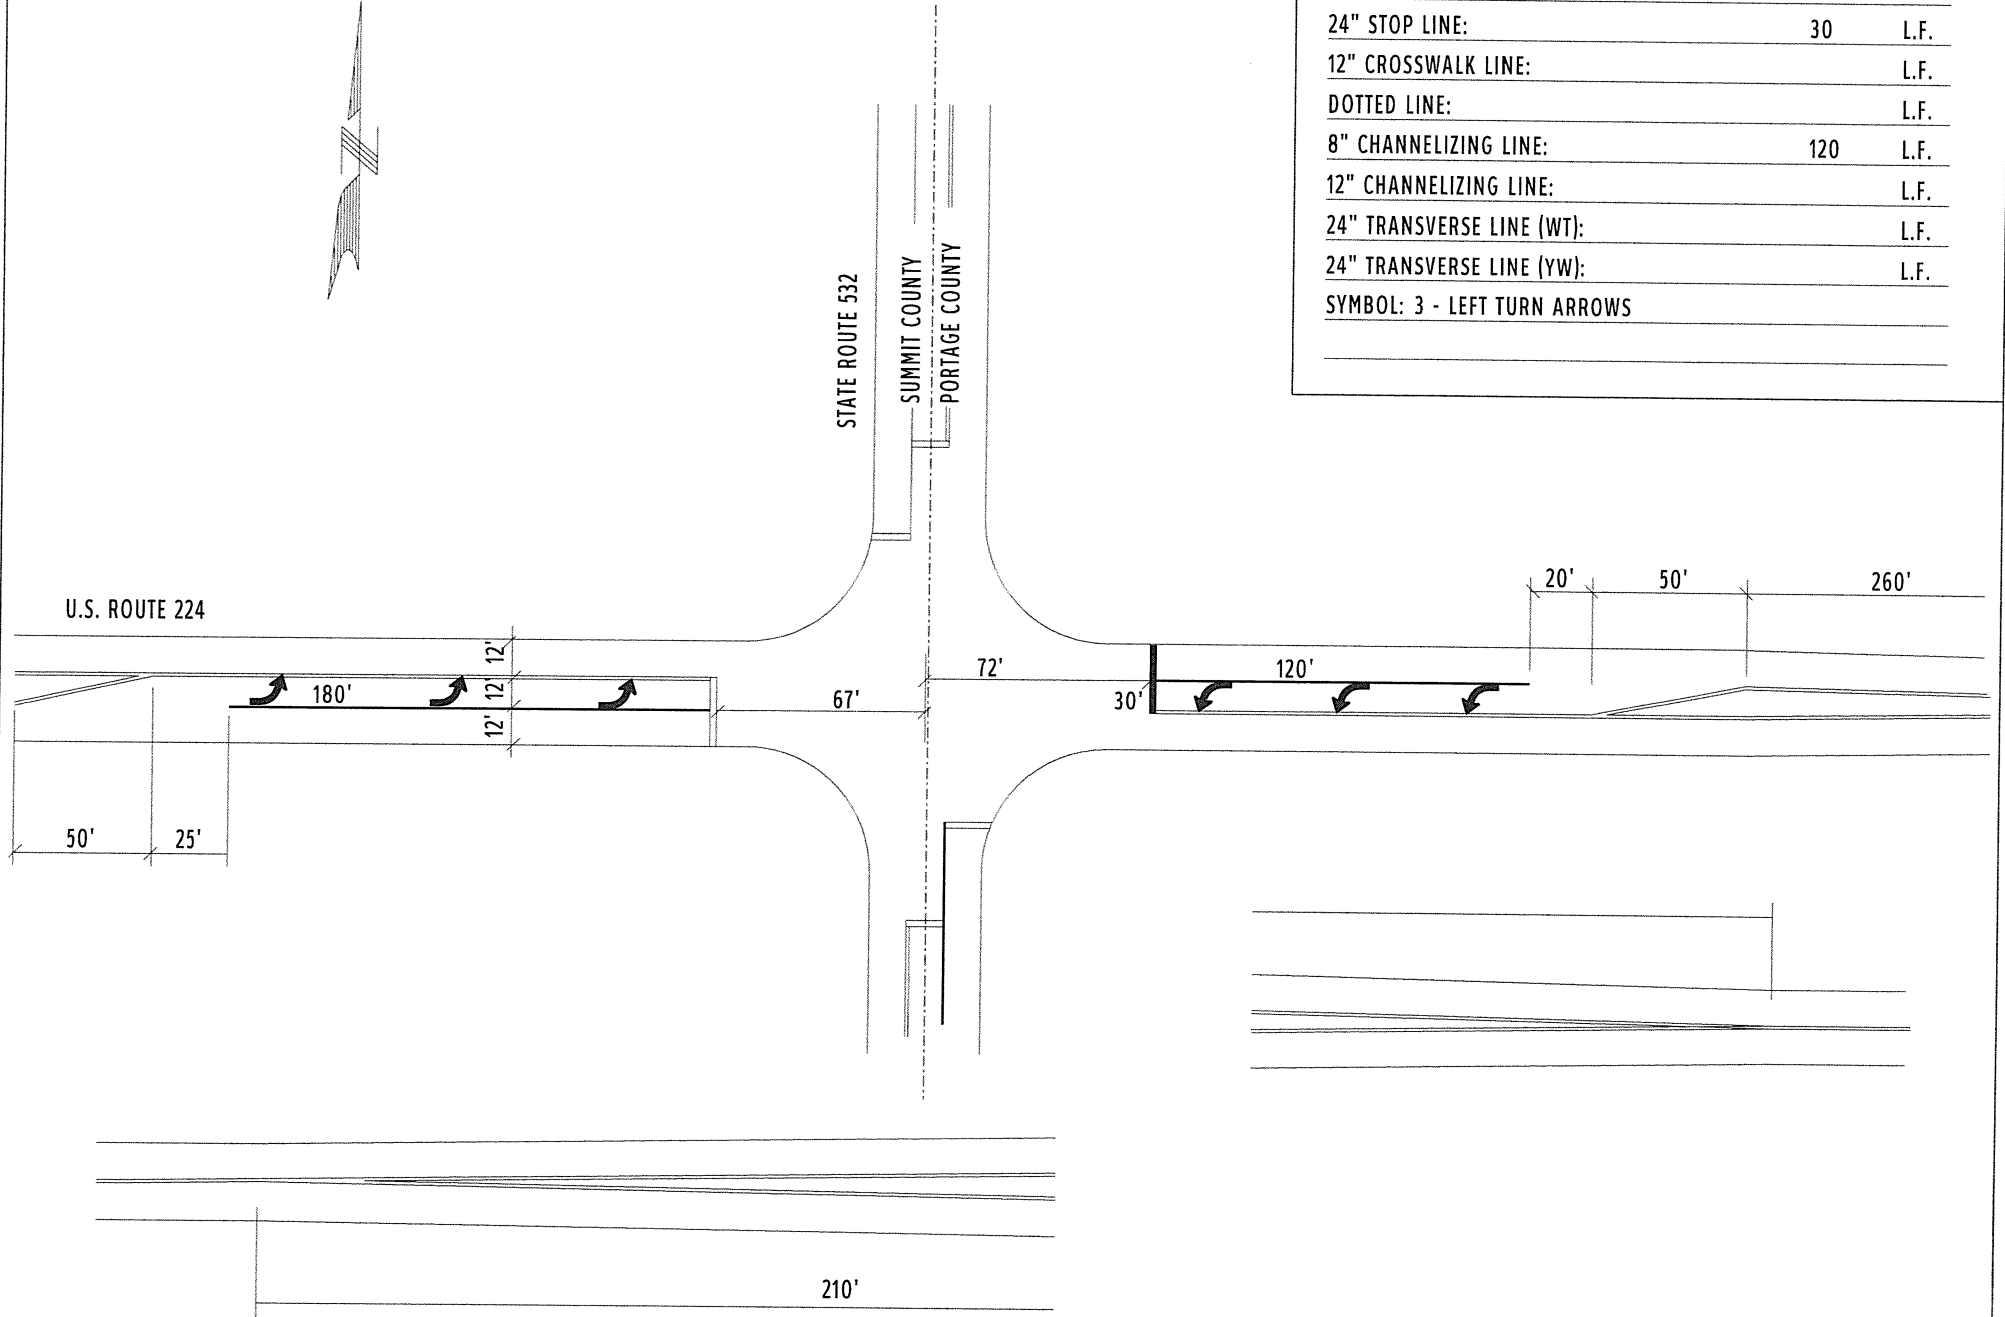 24" STOP LINE: 30 L.F.
12" CROSSWALK LINE: L.F.
DOTTED LINE: L.F.
8" CHANNELIZING LINE: 120 L.F.
12" CHANNELIZING LINE: L.F.
24" TRANSVERSE LINE (WT): L.F.
24" TRANSVERSE LINE (YW): L.F.
SYMBOL: 3 - LEFT TURN ARROWS
STATE ROUTE 532
SUMMIT COUNTY
PORTAGE COUNTY
U.S. ROUTE 224
20' 50' 260'
12'
12'
12'
180'
67'
72'
30'
120'
50' 25'
210'